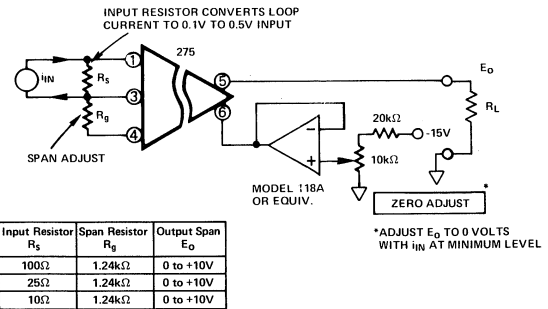 INPUT RESISTOR CONVERTS LOOP
CURRENT TO 0.1V TO 0.5V INPUT
275
1
iIN
Rs
3
Rg
4
SPAN ADJUST
5
6
Eo
RL
20kΩ
-15V
10kΩ
−
+
MODEL 118A
OR EQUIV.
ZERO ADJUST *
*ADJUST Eo TO 0 VOLTS
WITH iIN AT MINIMUM LEVEL
Input Resistor Span Resistor Output Span
Rs Rg Eo
100Ω 1.24kΩ 0 to +10V
25Ω 1.24kΩ 0 to +10V
10Ω 1.24kΩ 0 to +10V